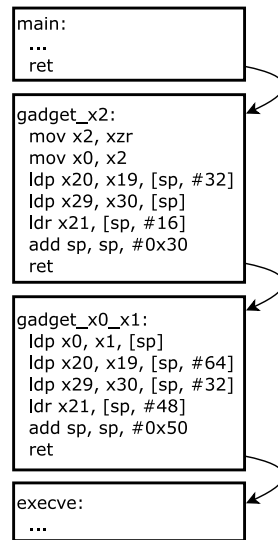 main:
...
ret
gadget_x2:
mov x2, xzr
mov x0, x2
ldp x20, x19, [sp, #32]
ldp x29, x30, [sp]
ldr x21, [sp, #16]
add sp, sp, #0x30
ret
gadget_x0_x1:
ldp x0, x1, [sp]
ldp x20, x19, [sp, #64]
ldp x29, x30, [sp, #32]
ldr x21, [sp, #48]
add sp, sp, #0x50
ret
execve:
...